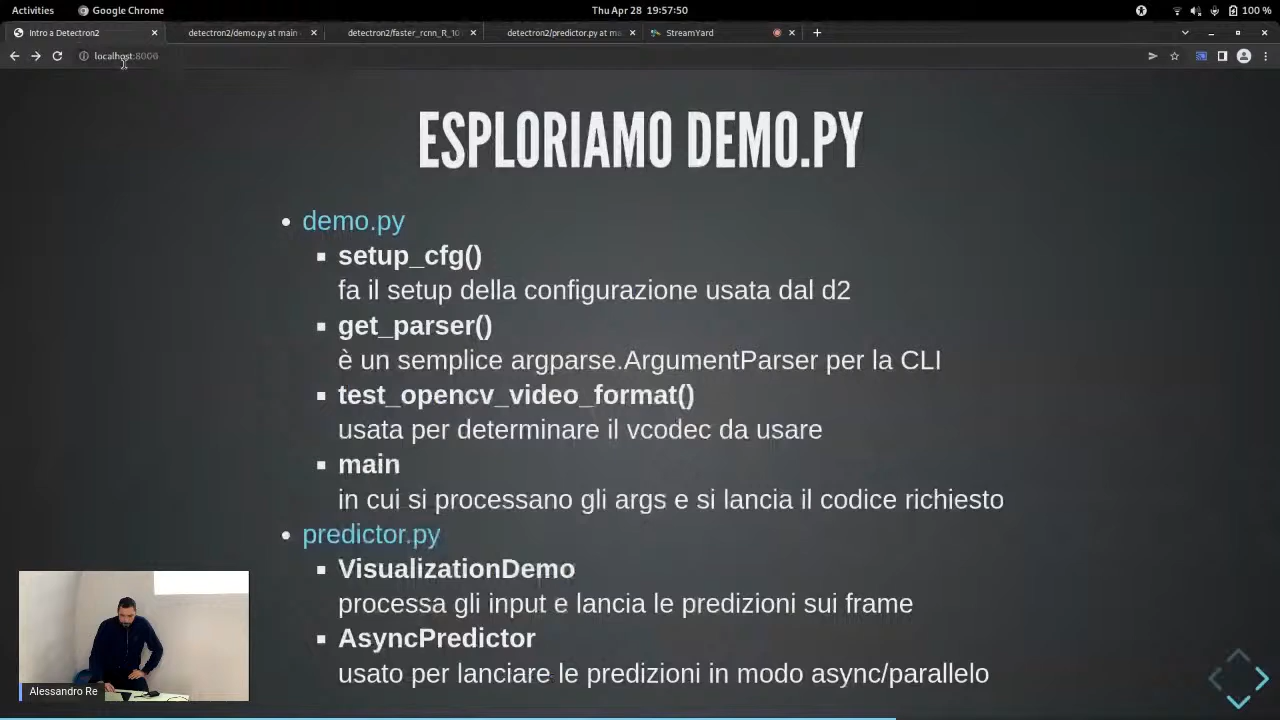 Activities
Google Chrome
Thu Apr 28 19:57:50
100 %
Intro a Detectron2
detectron2/demo.py at main
detectron2/faster_rcnn_R_10
detectron2/predictor.py at ma
StreamYard
localhost:8006
ESPLORIAMO DEMO.PY
demo.py
setup_cfg()
fa il setup della configurazione usata dal d2
get_parser()
è un semplice argparse.ArgumentParser per la CLI
test_opencv_video_format()
usata per determinare il vcodec da usare
main
in cui si processano gli args e si lancia il codice richiesto
predictor.py
VisualizationDemo
processa gli input e lancia le predizioni sui frame
AsyncPredictor
usato per lanciare le predizioni in modo async/parallelo
Alessandro Re